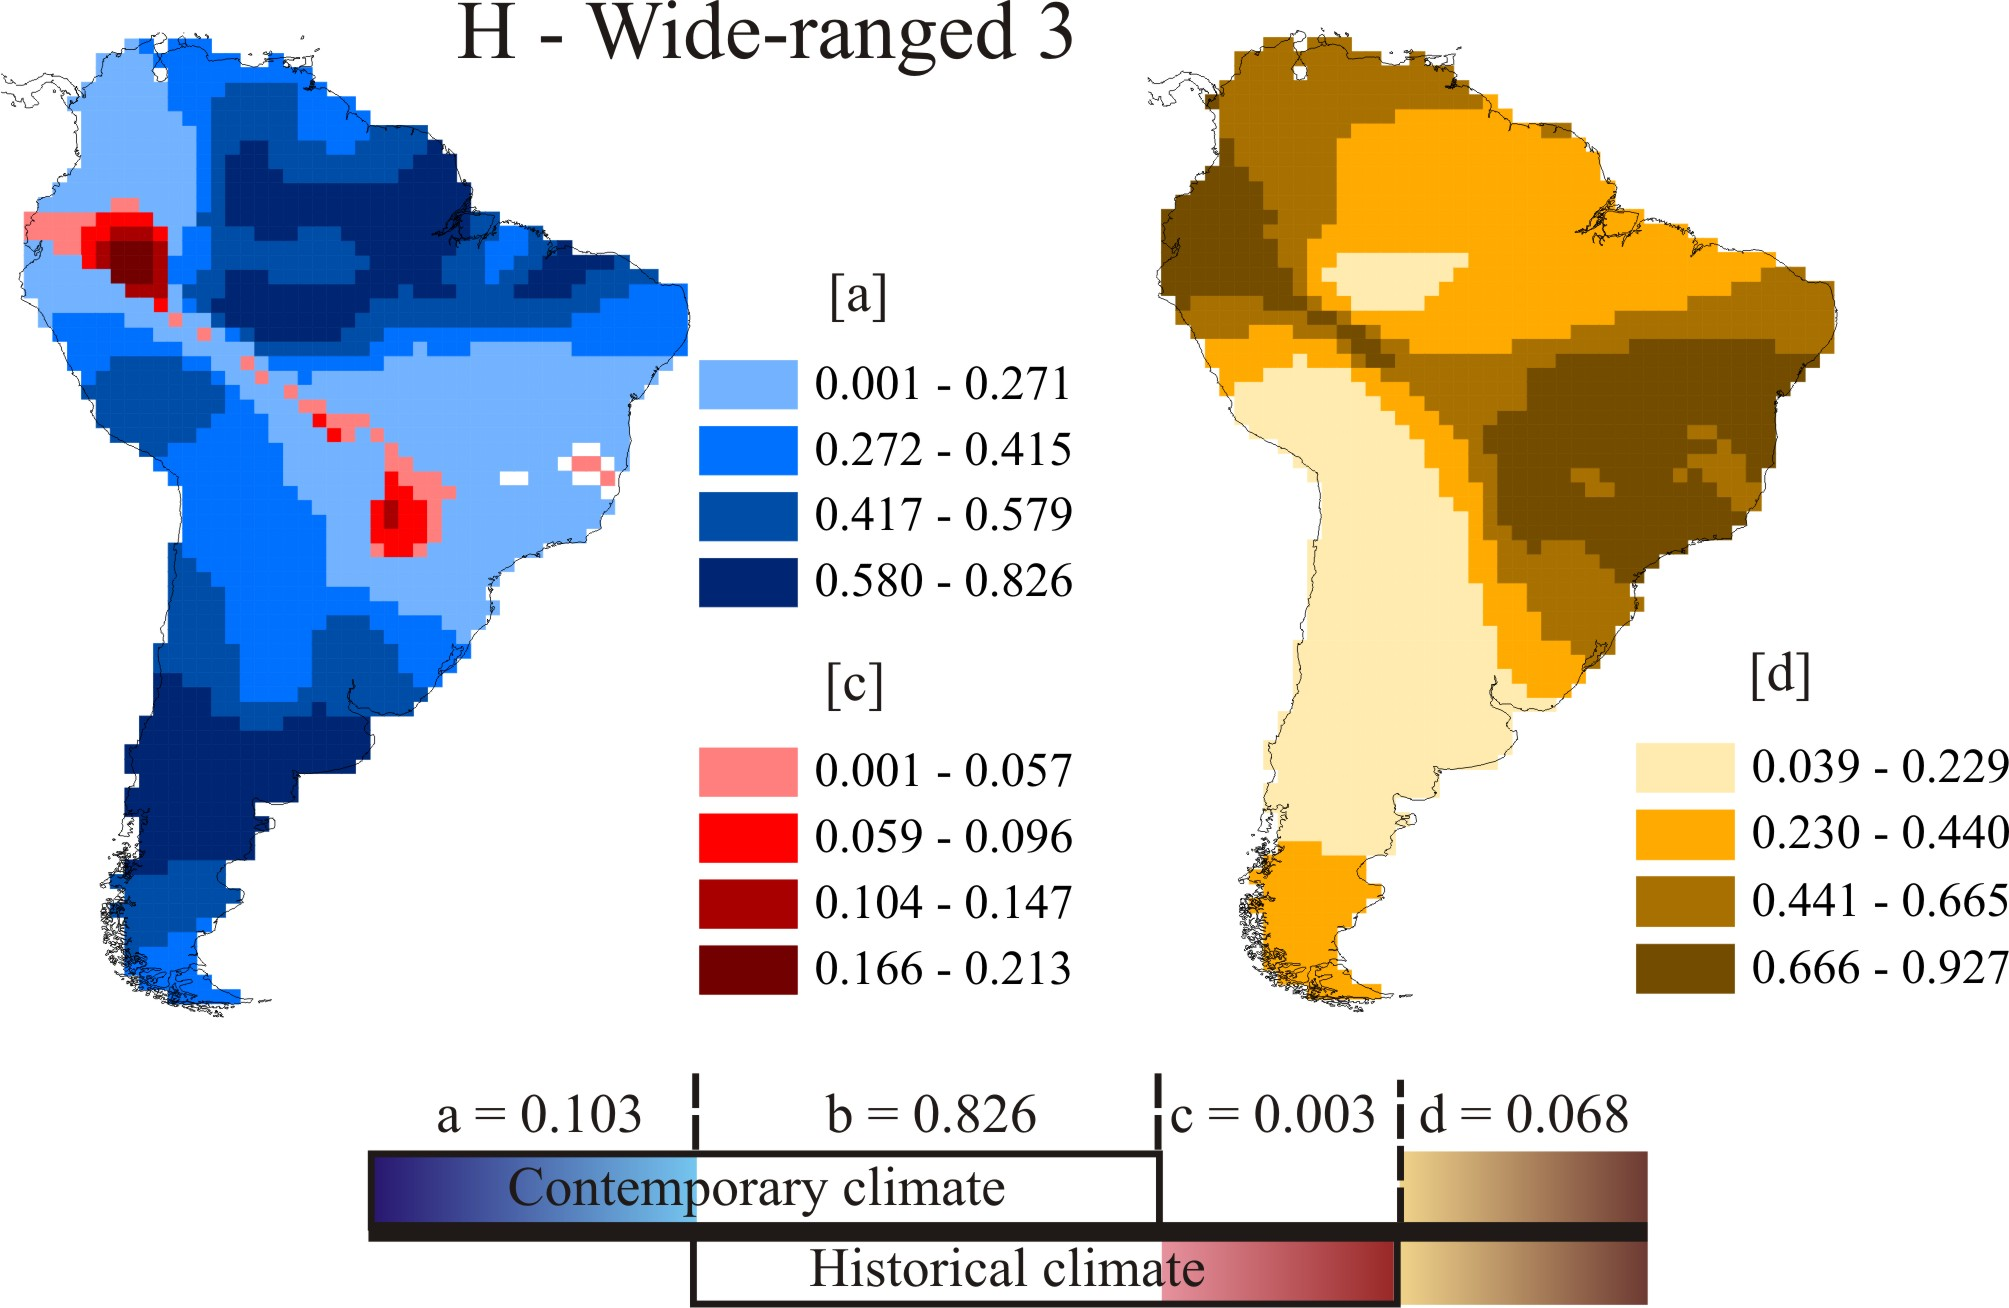 H - Wide-ranged 3
[a]
0.001 - 0.271
0.272 - 0.415
0.417 - 0.579
0.580 - 0.826
[c]
0.001 - 0.057
0.059 - 0.096
0.104 - 0.147
0.166 - 0.213
[d]
0.039 - 0.229
0.230 - 0.440
0.441 - 0.665
0.666 - 0.927
a = 0.103 b = 0.826 c = 0.003 d = 0.068
Contemporary climate
Historical climate